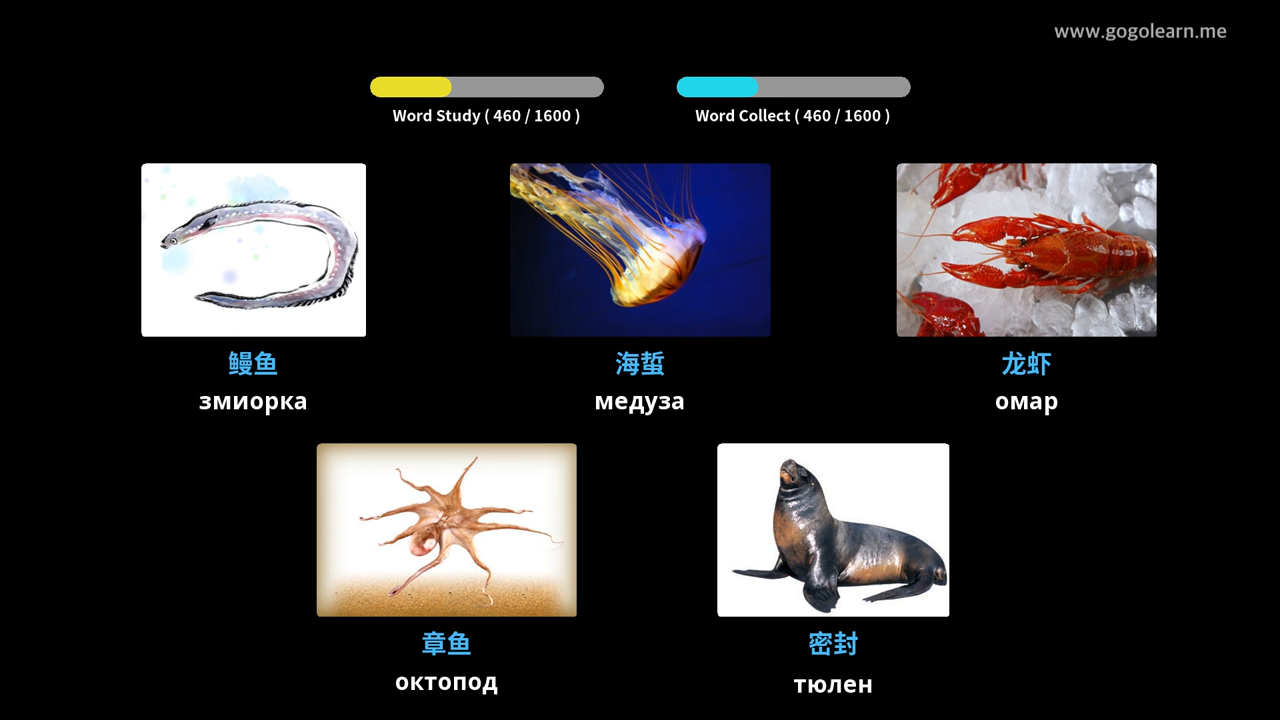 www.gogolearn.me
Word Study ( 460 / 1600 )
Word Collect ( 460 / 1600 )
鳗鱼
змиорка
海蜇
медуза
龙虾
омар
章鱼
октопод
密封
тюлен